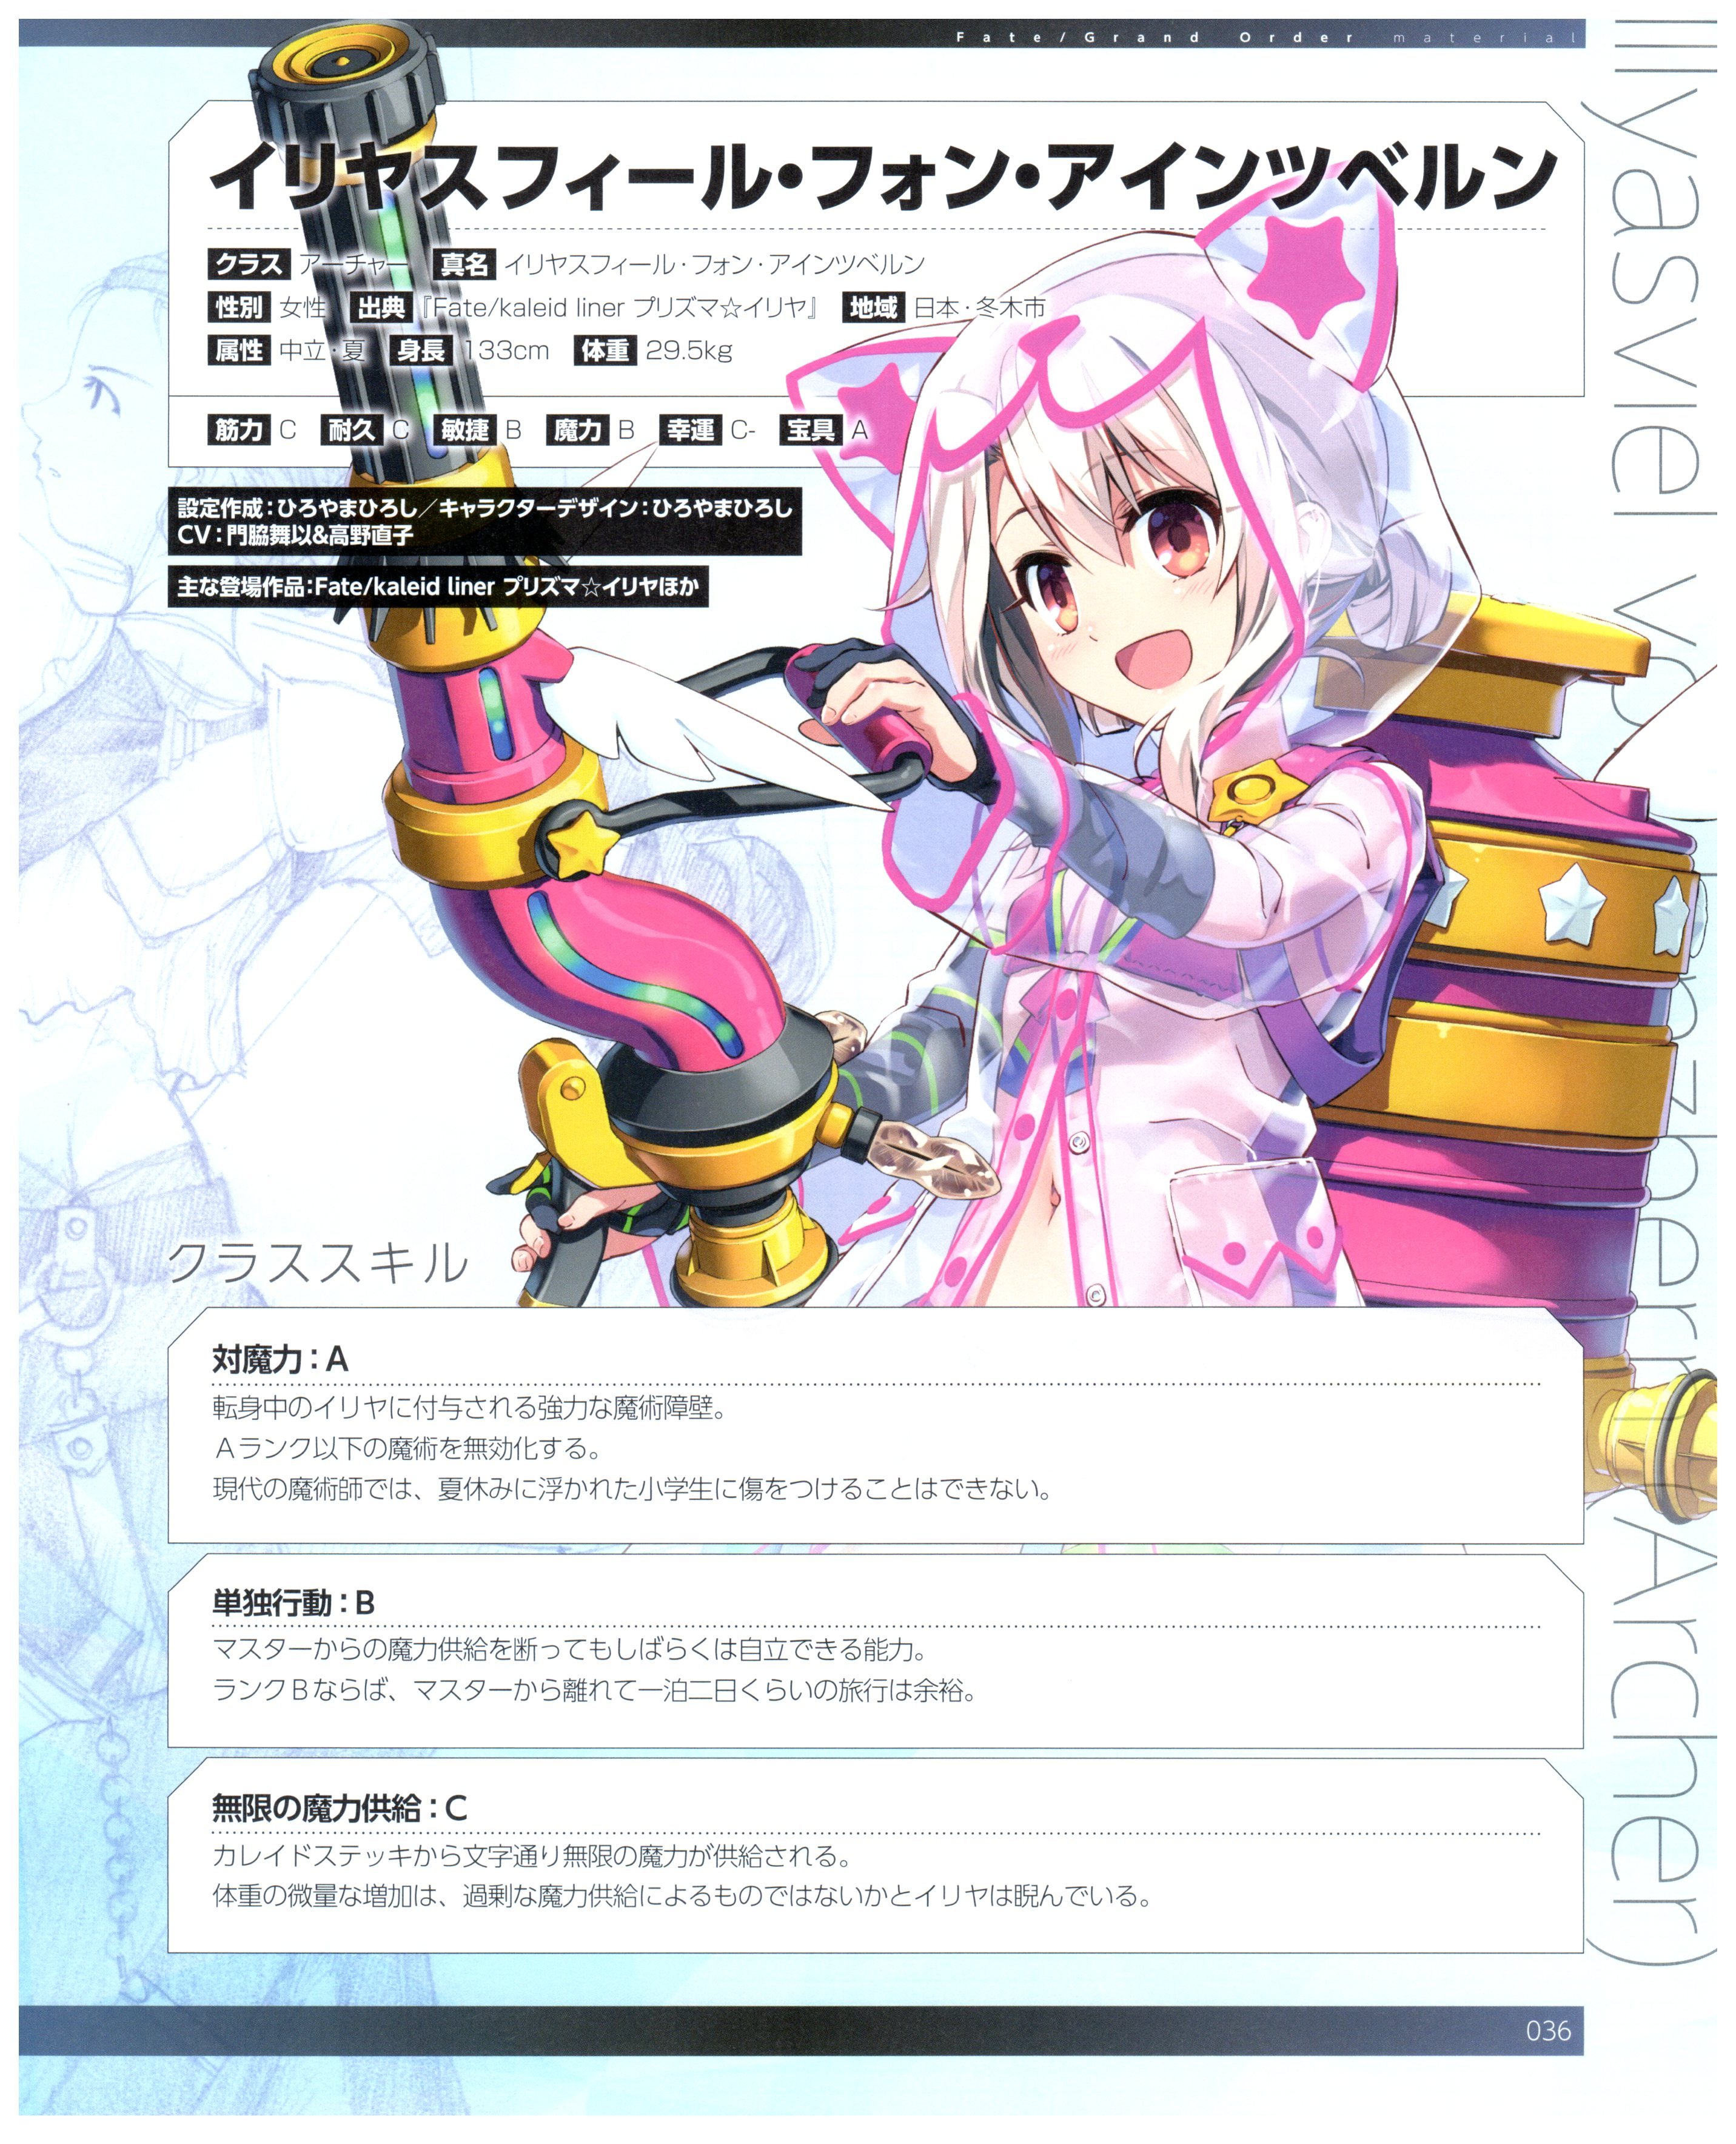 Fate/Grand Order material
イリヤスフィール・フォン・アインツベルン
クラス アーチャー 真名 イリヤスフィール・フォン・アインツベルン
性別 女性 出典 『Fate/kaleid liner プリズマ☆イリヤ』 地域 日本・冬木市
属性 中立・夏 身長 133cm 体重 29.5kg
筋力 C 耐久 C 敏捷 B 魔力 B 幸運 C- 宝具 A
設定作成：ひろやまひろし／キャラクターデザイン：ひろやまひろし
CV：門脇舞以&高野直子
主な登場作品：Fate/kaleid liner プリズマ☆イリヤほか
クラススキル
対魔力：A
転身中のイリヤに付与される強力な魔術障壁。
Aランク以下の魔術を無効化する。
現代の魔術師では、夏休みに浮かれた小学生に傷をつけることはできない。
単独行動：B
マスターからの魔力供給を断ってもしばらくは自立できる能力。
ランクBならば、マスターから離れて一泊二日くらいの旅行は余裕。
無限の魔力供給：C
カレイドステッキから文字通り無限の魔力が供給される。
体重の微量な増加は、過剰な魔力供給によるものではないかとイリヤは睨んでいる。
036
Illyasviel (Archer)